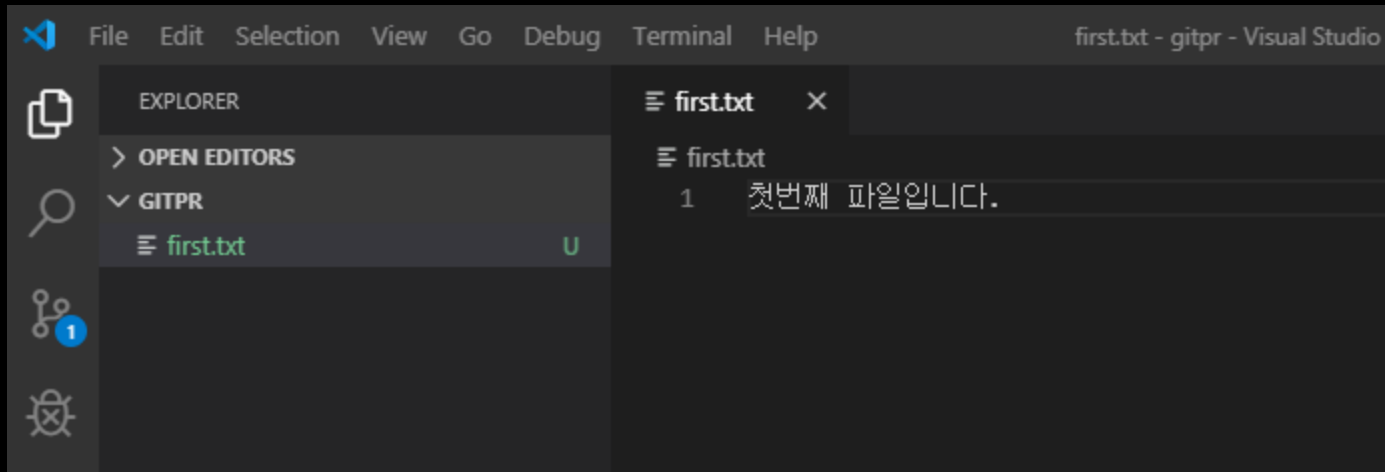 File Edit Selection View Go Debug Terminal Help first.txt - gitpr - Visual Studio
EXPLORER
OPEN EDITORS
GITPR
first.txt U
1
first.txt
first.txt
1 첫번째 파일입니다.